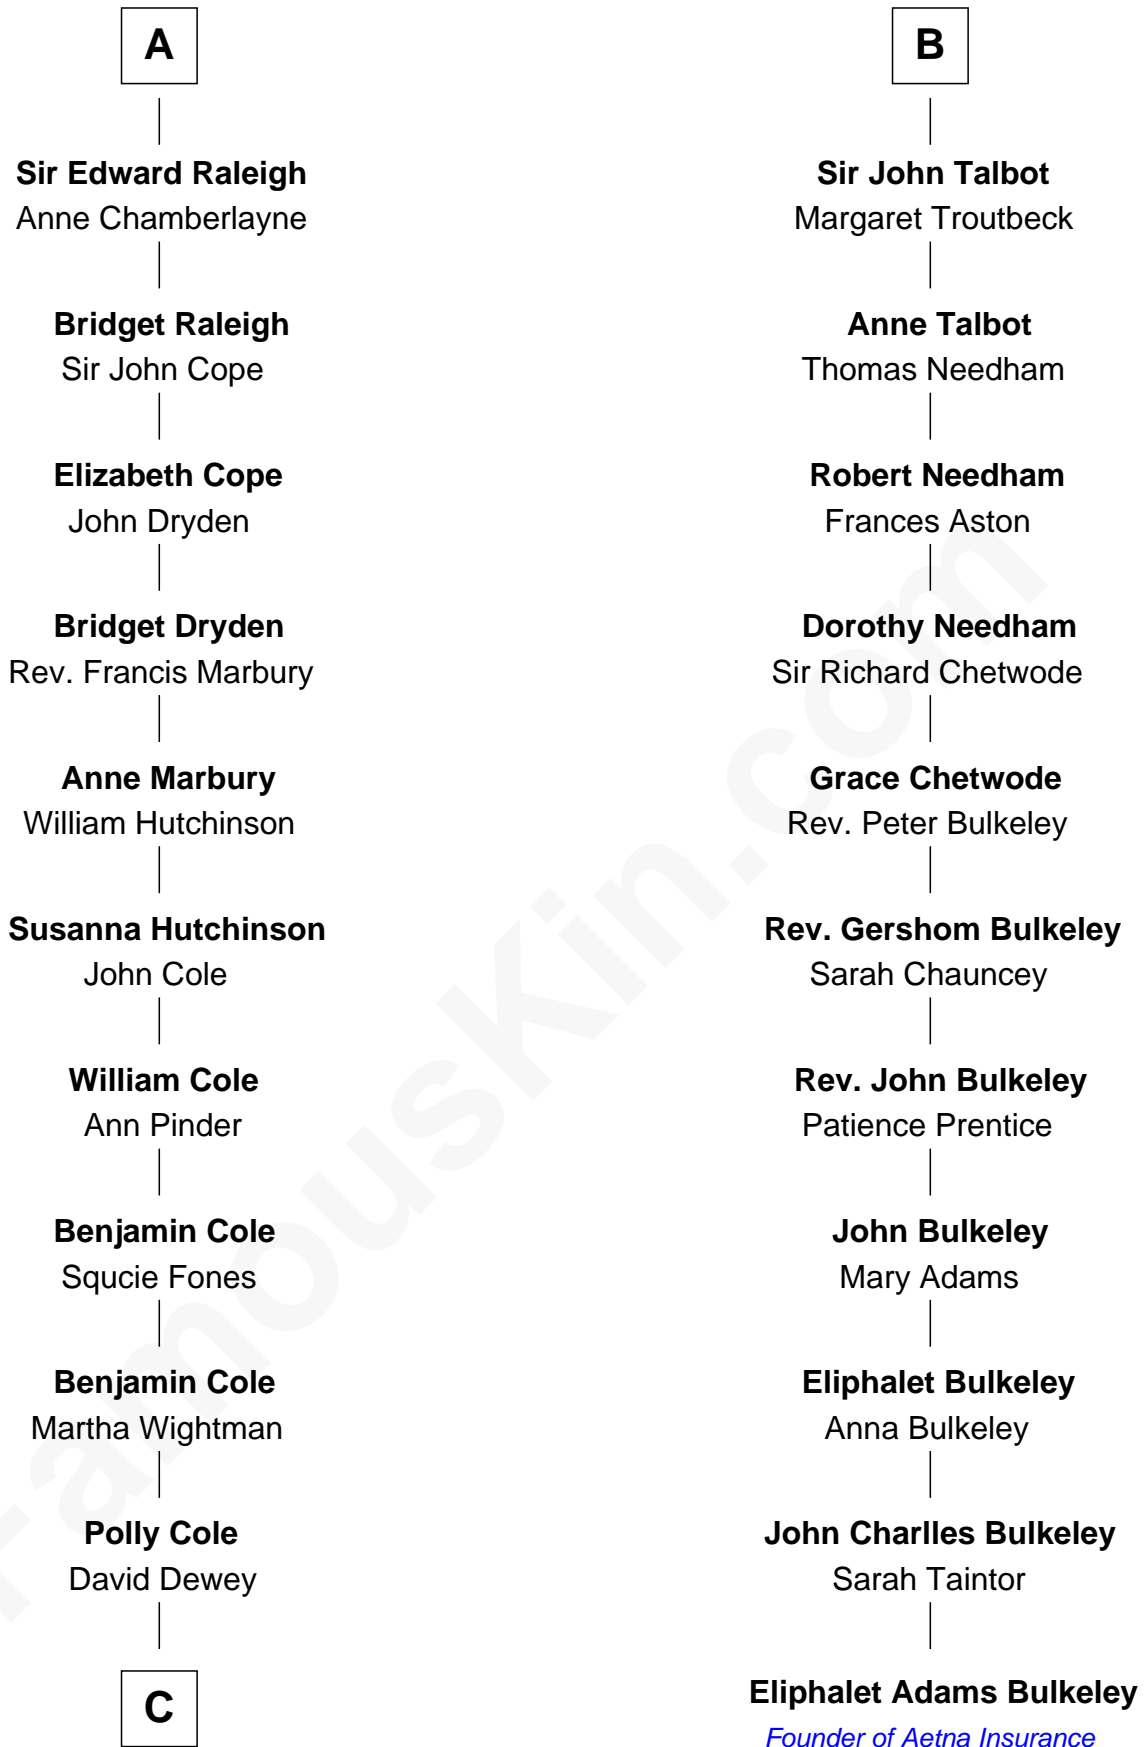 A
Sir Edward Raleigh
Anne Chamberlayne
Bridget Raleigh
Sir John Cope
Elizabeth Cope
John Dryden
Bridget Dryden
Rev. Francis Marbury
Anne Marbury
William Hutchinson
Susanna Hutchinson
John Cole
William Cole
Ann Pinder
Benjamin Cole
Squcie Fones
Benjamin Cole
Martha Wightman
Polly Cole
David Dewey
C
B
Sir John Talbot
Margaret Troutbeck
Anne Talbot
Thomas Needham
Robert Needham
Frances Aston
Dorothy Needham
Sir Richard Chetwode
Grace Chetwode
Rev. Peter Bulkeley
Rev. Gershom Bulkeley
Sarah Chauncey
Rev. John Bulkeley
Patience Prentice
John Bulkeley
Mary Adams
Eliphalet Bulkeley
Anna Bulkeley
John Charlles Bulkeley
Sarah Taintor
Eliphalet Adams Bulkeley
Founder of Aetna Insurance
FamousKin.com